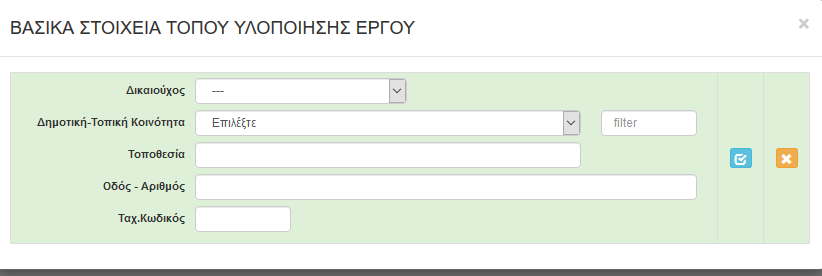 ΒΑΣΙΚΑ ΣΤΟΙΧΕΙΑ ΤΟΠΟΥ ΥΛΟΠΟΙΗΣΗΣ ΕΡΓΟΥ ×
Δικαιούχος ---
Δημοτική-Τοπική Κοινότητα Επιλέξτε filter
Τοποθεσία
Οδός - Αριθμός
Ταχ.Κωδικός